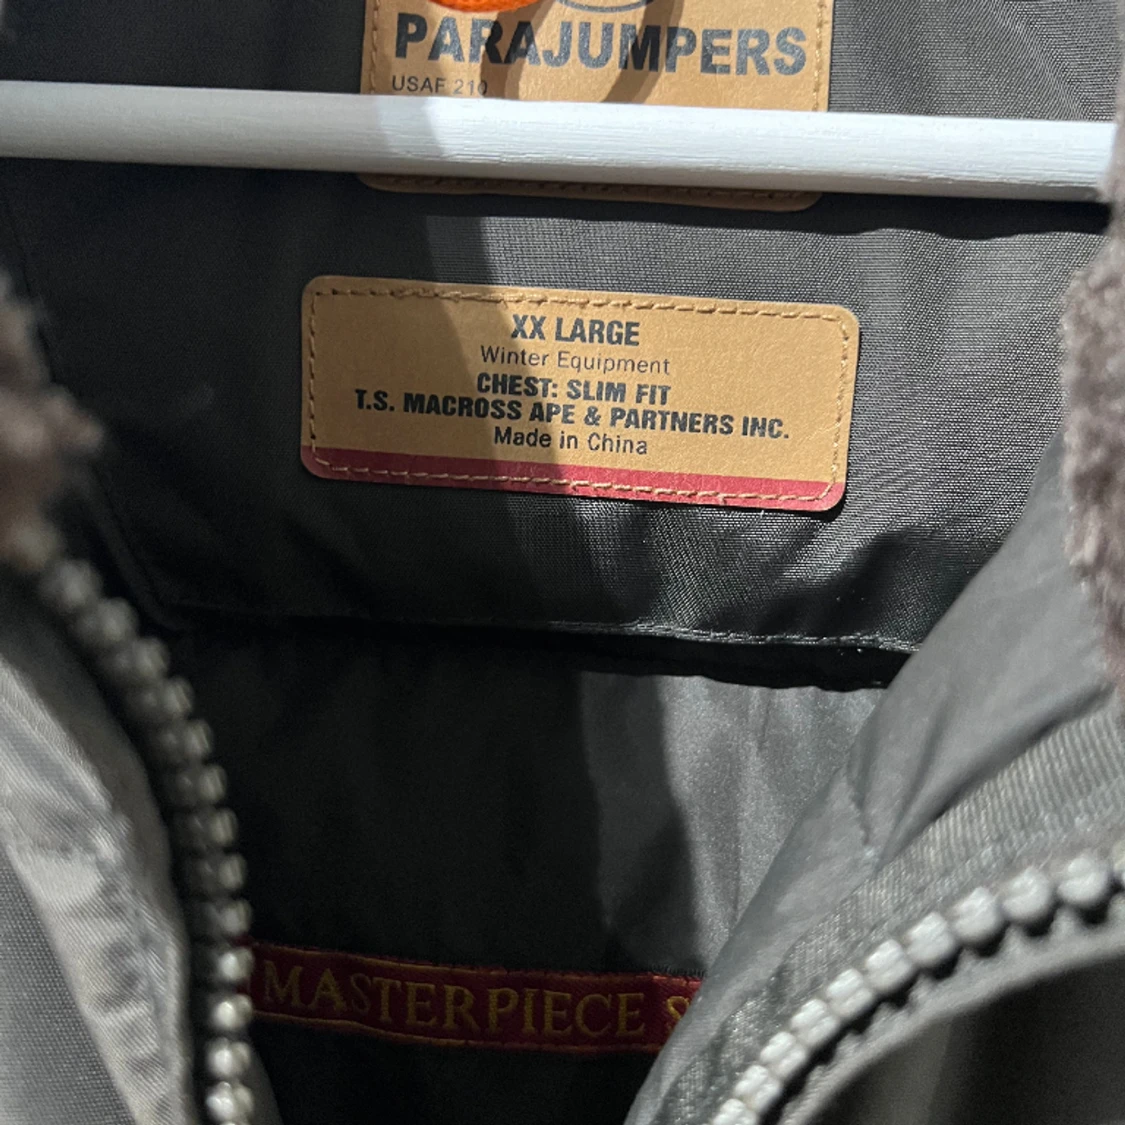 PARAJUMPERS
USAF 210
XX LARGE
Winter Equipment
CHEST: SLIM FIT
T.S. MACROSS APE & PARTNERS INC.
Made in China
MASTERPIECE